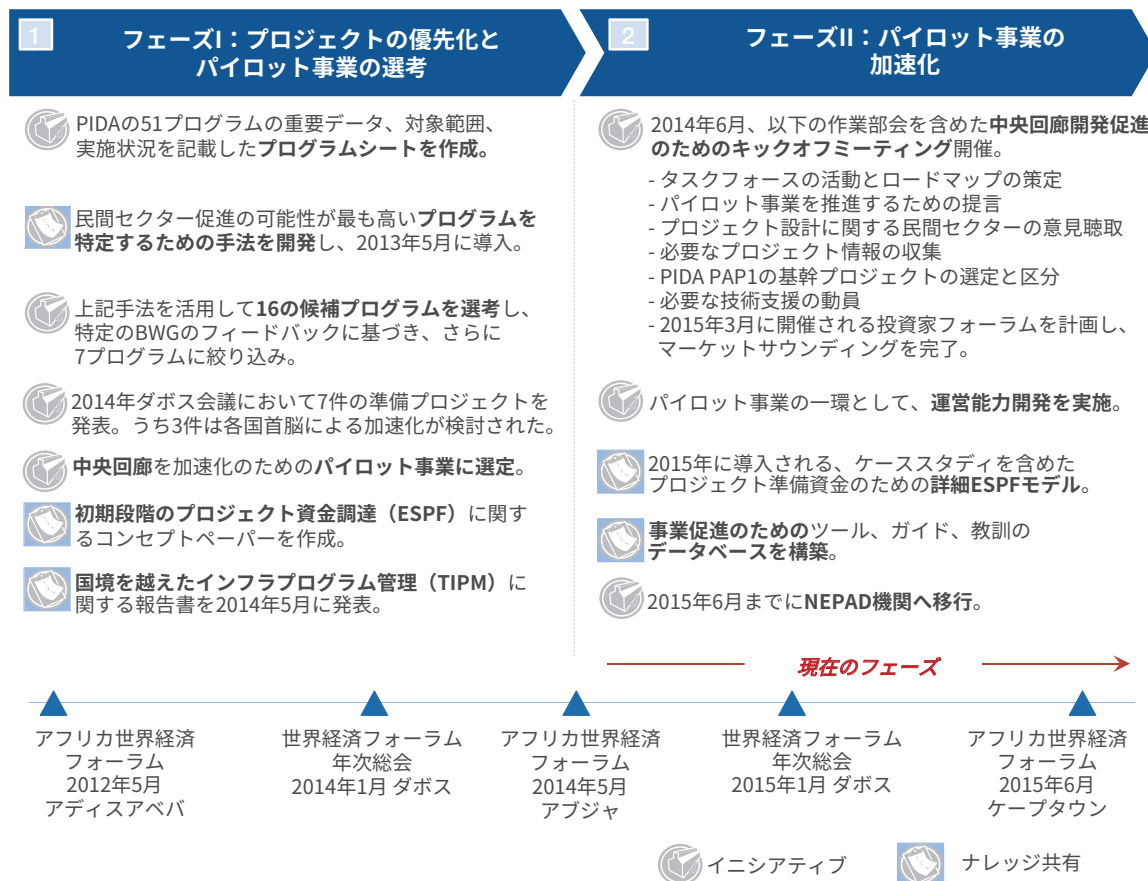 1
フェーズI：プロジェクトの優先化と
パイロット事業の選考
PIDAの51プログラムの重要データ、対象範囲、
実施状況を記載したプログラムシートを作成。
民間セクター促進の可能性が最も高いプログラムを
特定するための手法を開発し、2013年5月に導入。
上記手法を活用して16の候補プログラムを選考し、
特定のBWGのフィードバックに基づき、さらに
7プログラムに絞り込み。
2014年ダボス会議において7件の準備プロジェクトを
発表。うち3件は各国首脳による加速化が検討された。
中央回廊を加速化のためのパイロット事業に選定。
初期段階のプロジェクト資金調達（ESPF）に関す
るコンセプトペーパーを作成。
国境を越えたインフラプログラム管理（TIPM）に
関する報告書を2014年5月に発表。
2
フェーズII：パイロット事業の
加速化
2014年6月、以下の作業部会を含めた中央回廊開発促進
のためのキックオフミーティング開催。
- タスクフォースの活動とロードマップの策定
- パイロット事業を推進するための提言
- プロジェクト設計に関する民間セクターの意見聴取
- 必要なプロジェクト情報の収集
- PIDA PAP1の基幹プロジェクトの選定と区分
- 必要な技術支援の動員
- 2015年3月に開催される投資家フォーラムを計画し、
マーケットサウンディングを完了。
パイロット事業の一環として、運営能力開発を実施。
2015年に導入される、ケーススタディを含めた
プロジェクト準備資金のための詳細ESPFモデル。
事業促進のためのツール、ガイド、教訓の
データベースを構築。
2015年6月までにNEPAD機関へ移行。
現在のフェーズ
アフリカ世界経済
フォーラム
2012年5月
アディスアベバ
世界経済フォーラム
年次総会
2014年1月 ダボス
アフリカ世界経済
フォーラム
2014年5月
アブジャ
世界経済フォーラム
年次総会
2015年1月 ダボス
アフリカ世界経済
フォーラム
2015年6月
ケープタウン
イニシアティブ
ナレッジ共有